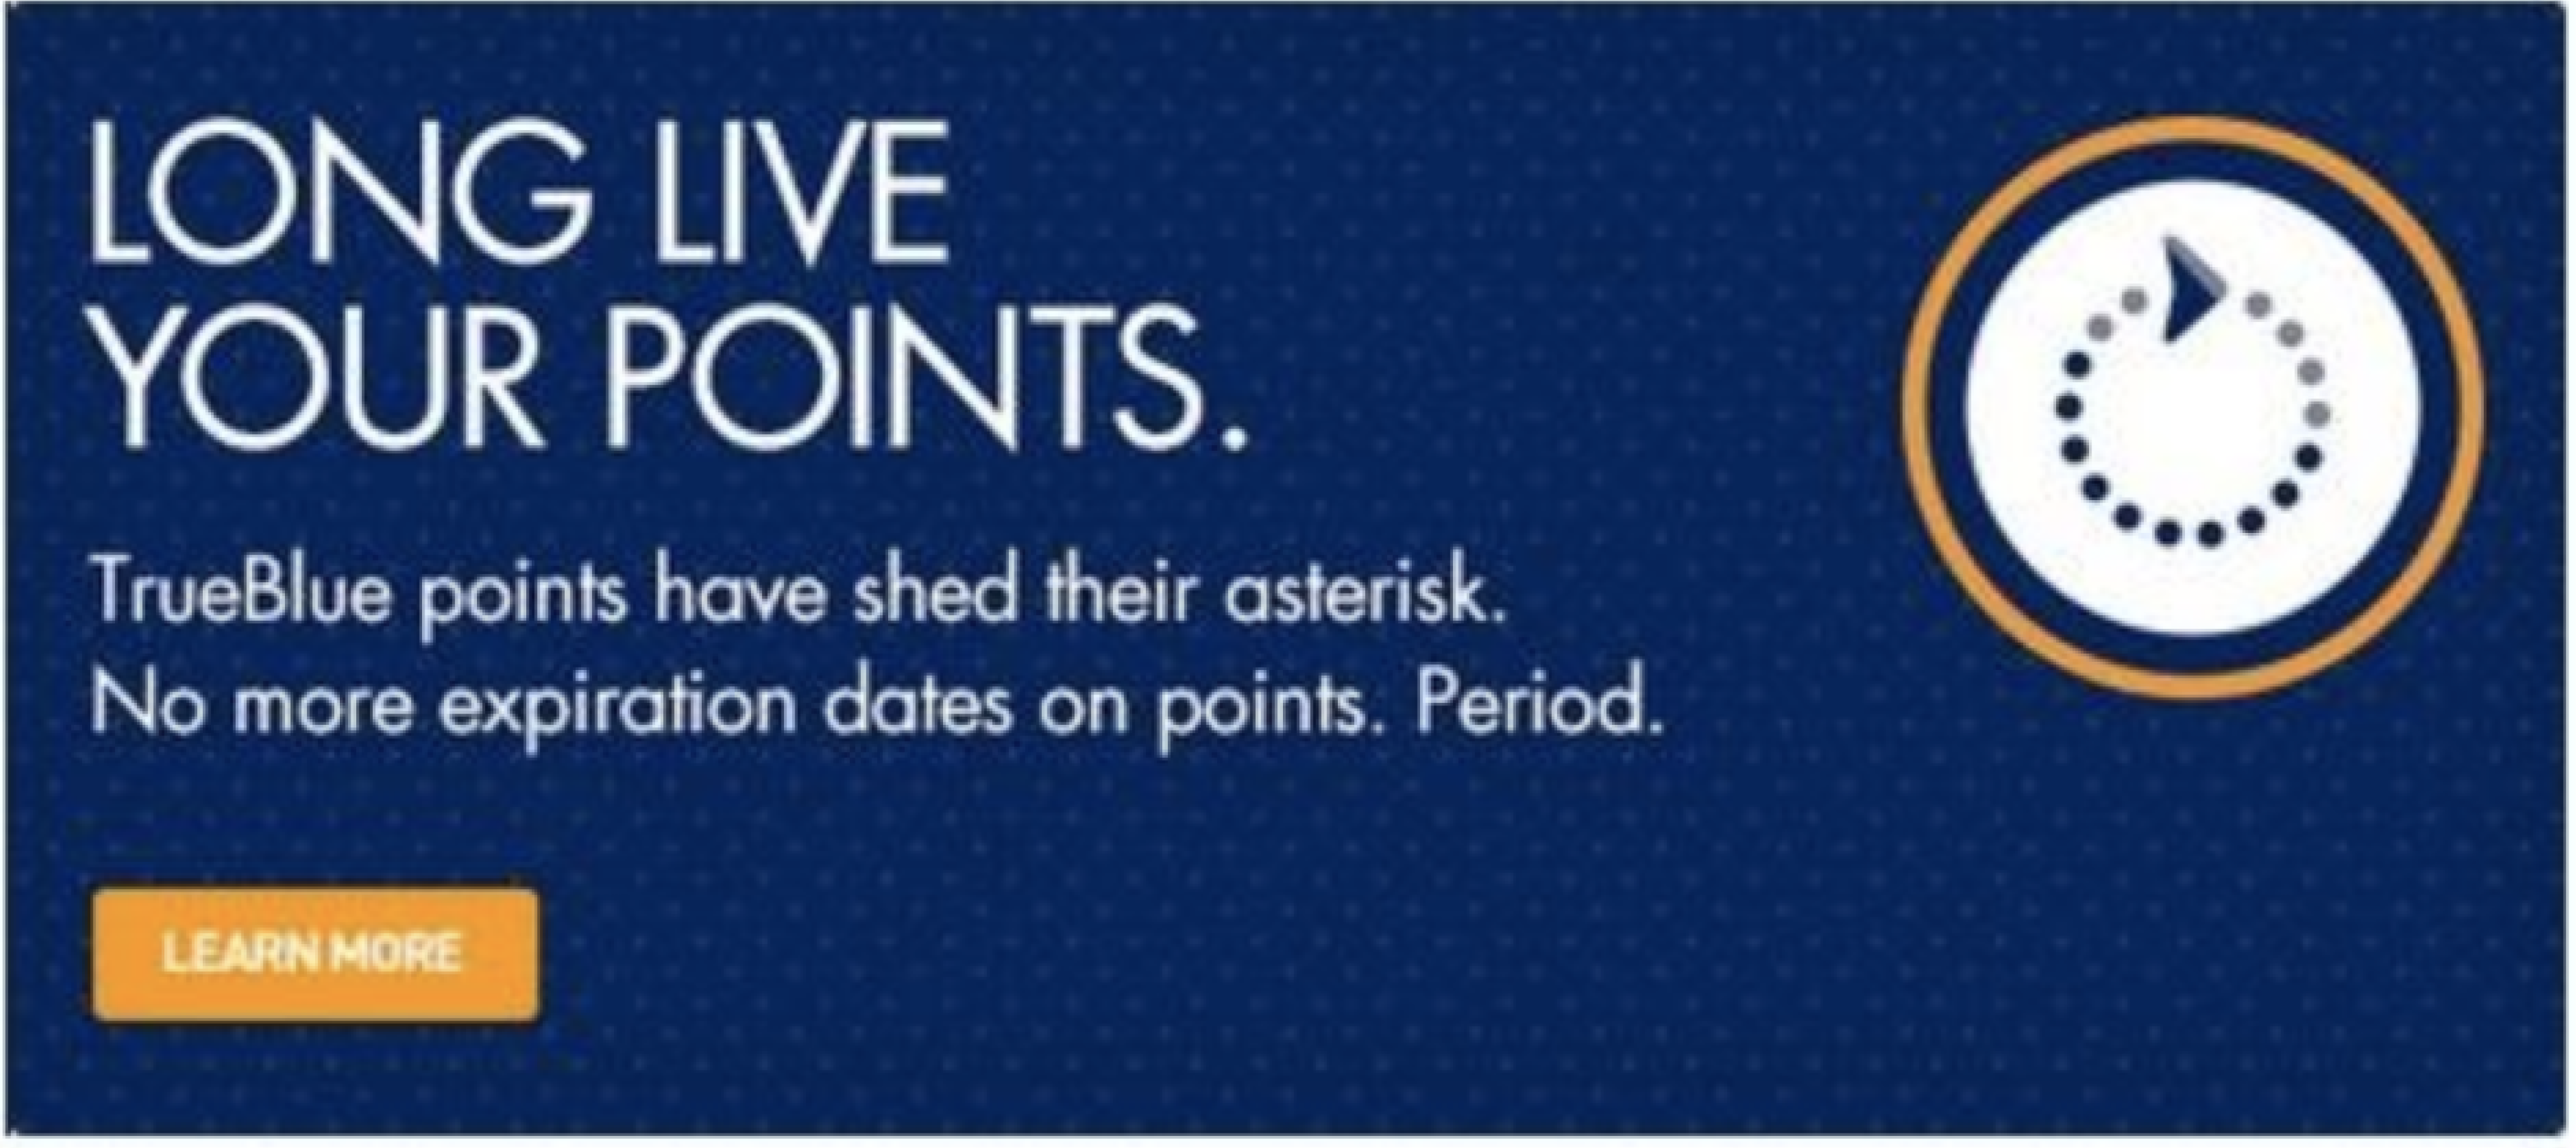 LONG LIVE
YOUR POINTS.
TrueBlue points have shed their asterisk.
No more expiration dates on points. Period.
LEARN MORE